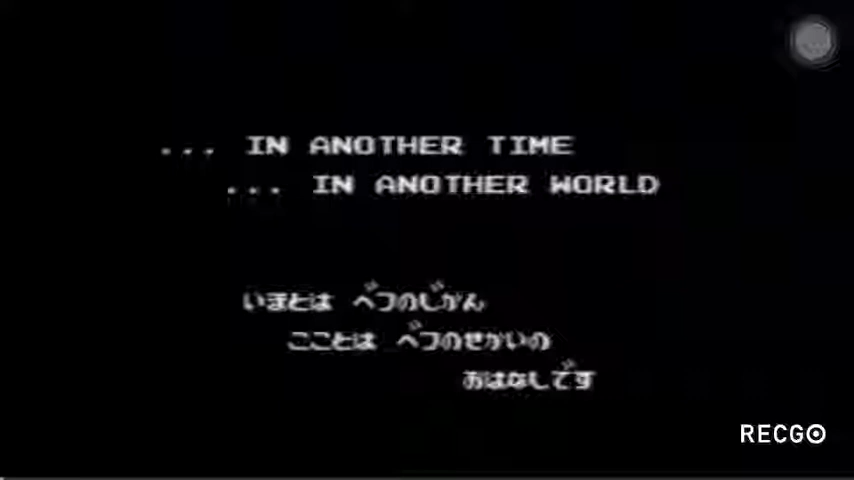 ... IN ANOTHER TIME
... IN ANOTHER WORLD
いまとは べつのじかん
ここは べつのせかいの
おはなしです
RECGO